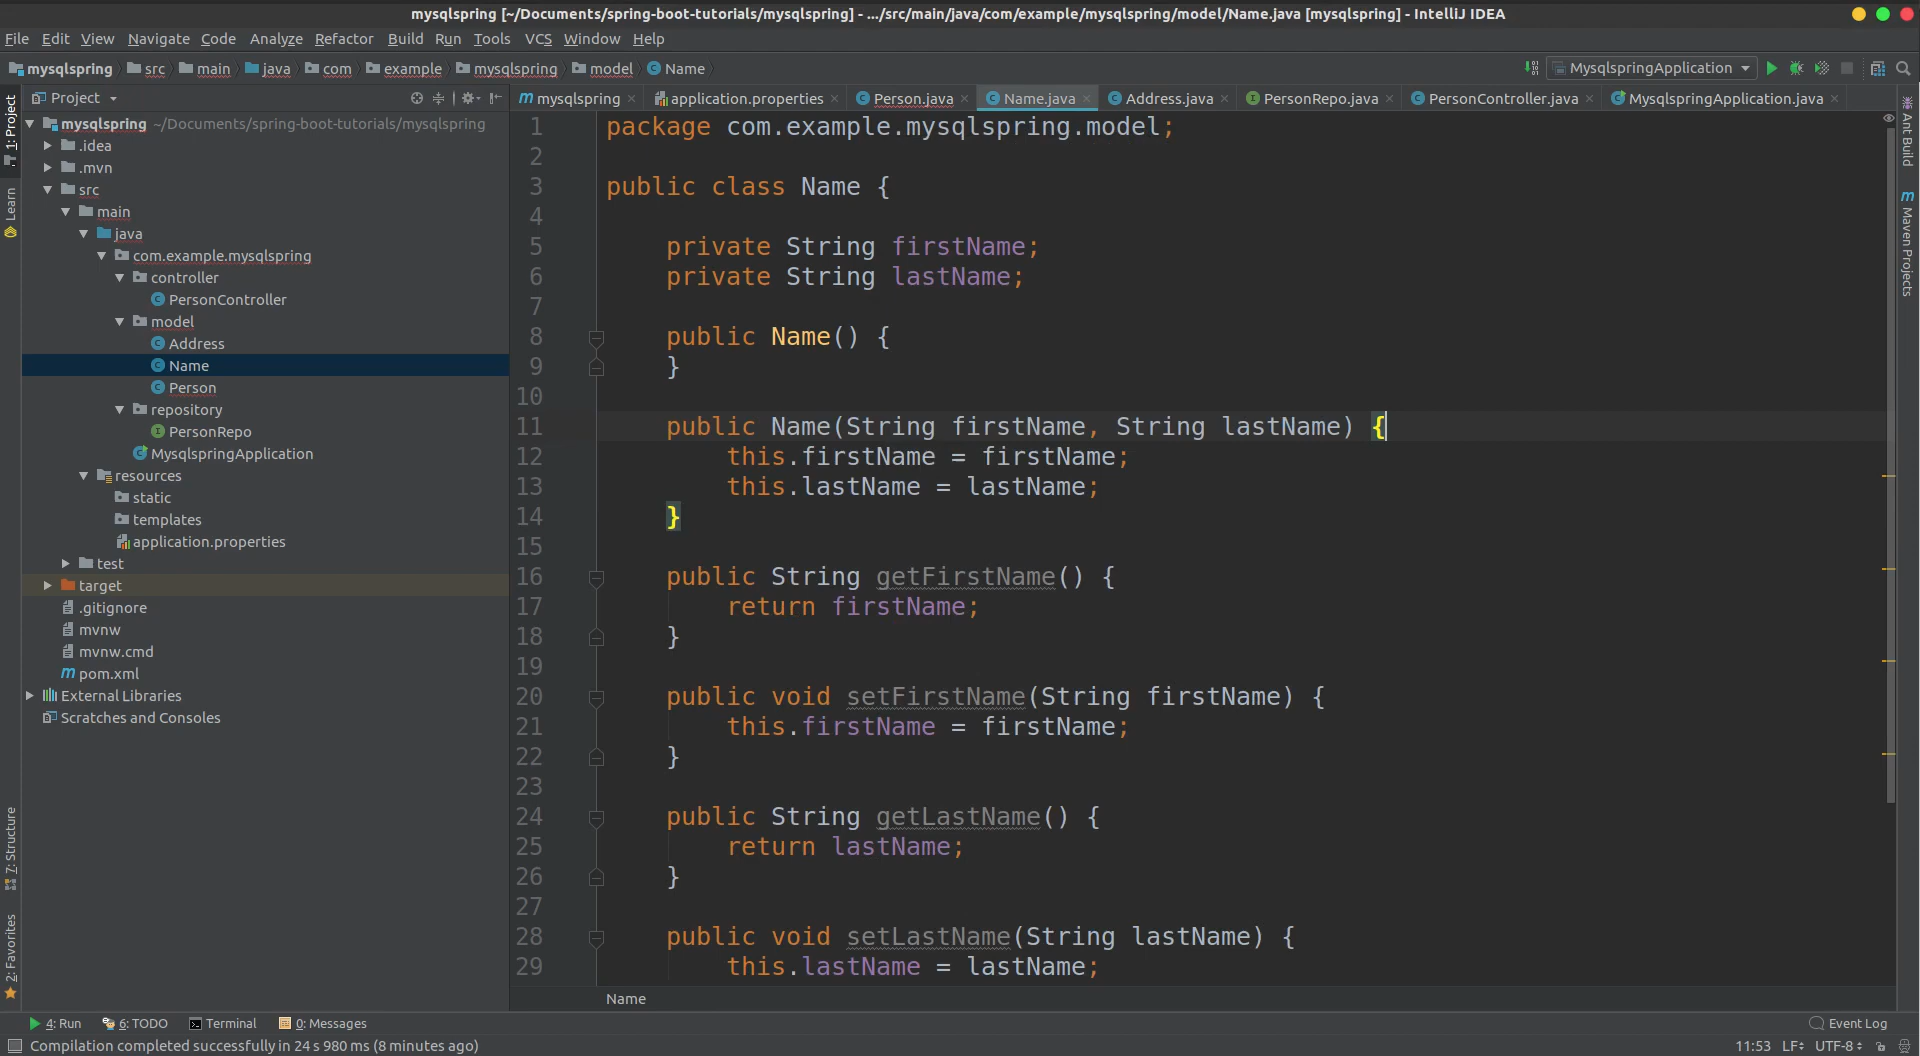 mysqlspring [~/Documents/spring-boot-tutorials/mysqlspring] - .../src/main/java/com/example/mysqlspring/model/Name.java [mysqlspring] - IntelliJ IDEA
File Edit View Navigate Code Analyze Refactor Build Run Tools VCS Window Help
mysqlspring src main java com example mysqlspring model Name MysqlspringApplication
Project
mysqlspring application.properties Person.java Name.java Address.java PersonRepo.java PersonController.java MysqlspringApplication.java
1: Project
Learn
7: Structure
2: Favorites
mysqlspring ~/Documents/spring-boot-tutorials/mysqlspring
.idea
.mvn
src
main
java
com.example.mysqlspring
controller
PersonController
model
Address
Name
Person
repository
PersonRepo
MysqlspringApplication
resources
static
templates
application.properties
test
target
.gitignore
mvnw
mvnw.cmd
pom.xml
External Libraries
Scratches and Consoles
1 package com.example.mysqlspring.model;
2
3 public class Name {
4
5 private String firstName;
6 private String lastName;
7
8 public Name() {
9 }
10
11 public Name(String firstName, String lastName) {
12 this.firstName = firstName;
13 this.lastName = lastName;
14 }
15
16 public String getFirstName() {
17 return firstName;
18 }
19
20 public void setFirstName(String firstName) {
21 this.firstName = firstName;
22 }
23
24 public String getLastName() {
25 return lastName;
26 }
27
28 public void setLastName(String lastName) {
29 this.lastName = lastName;
Name
Ant Build
Maven Projects
4: Run 6: TODO Terminal 0: Messages Event Log
Compilation completed successfully in 24 s 980 ms (8 minutes ago) 11:53 LF UTF-8